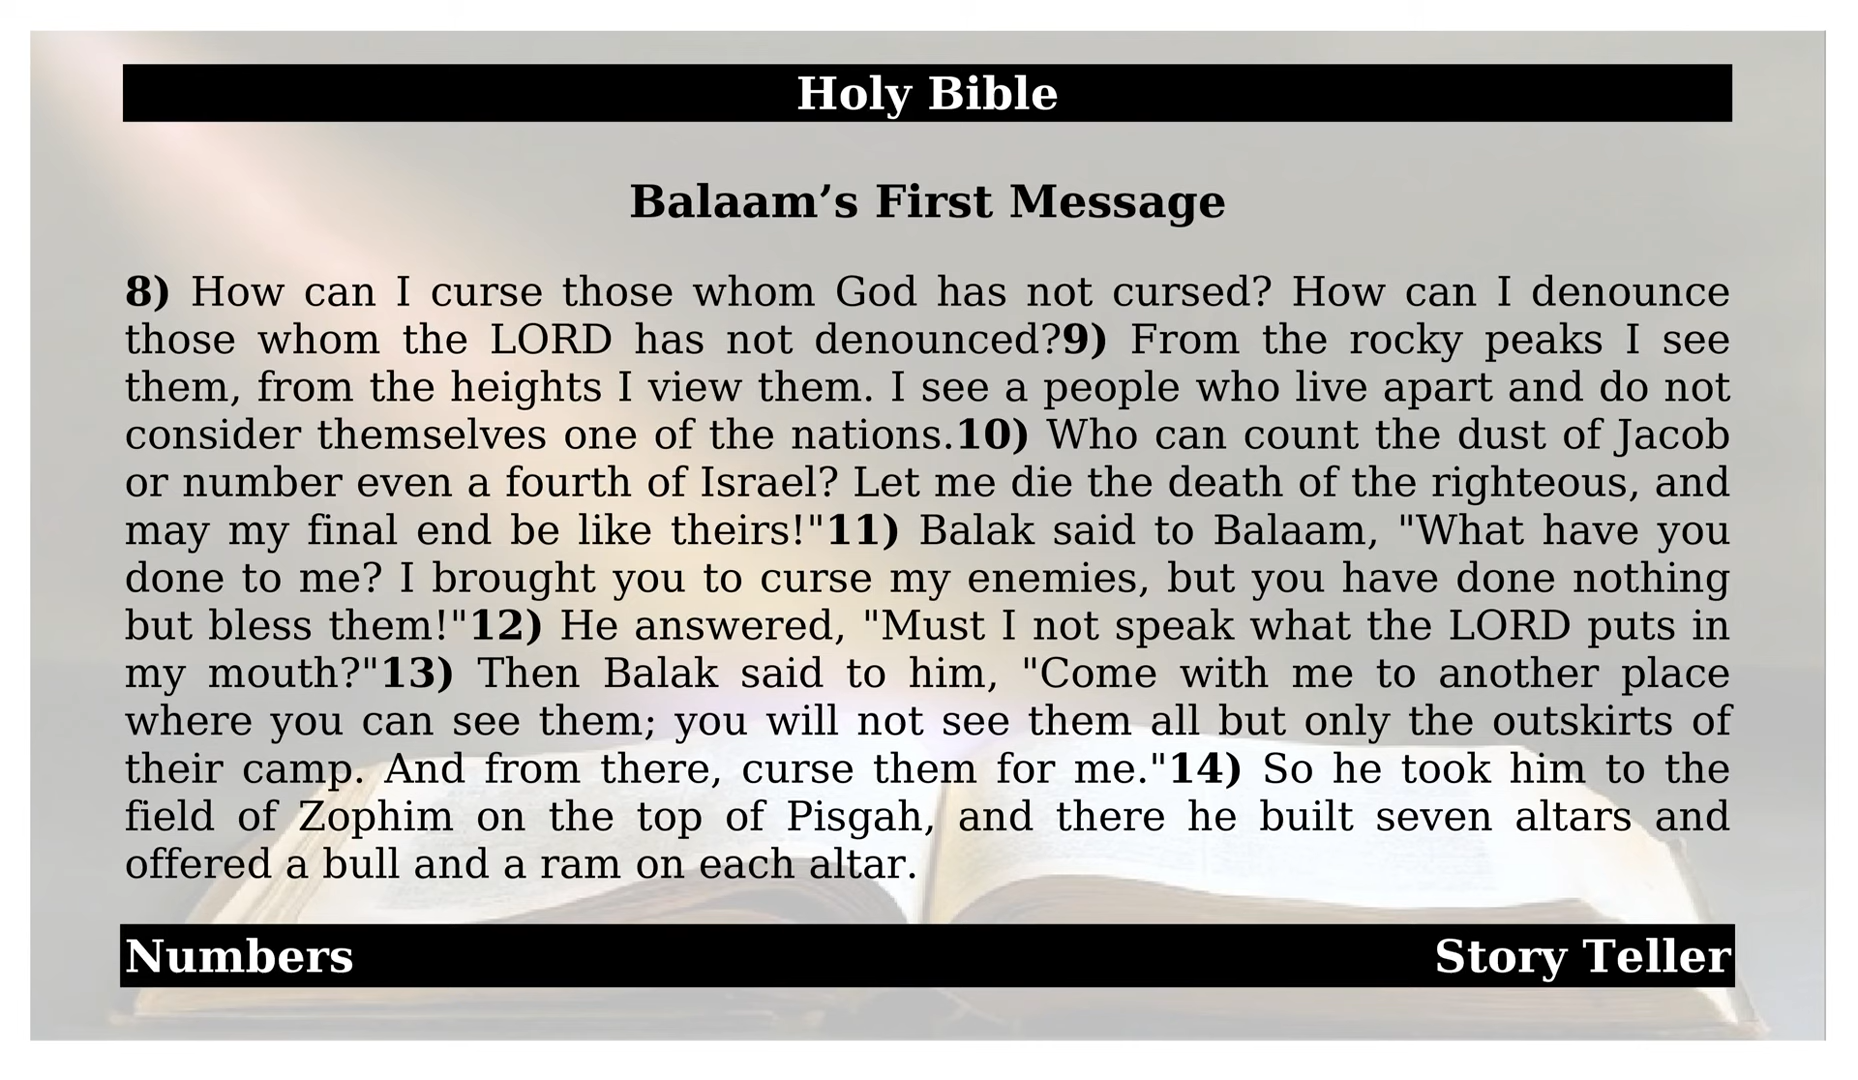 Holy Bible
Balaam’s First Message
8) How can I curse those whom God has not cursed? How can I denounce
those whom the LORD has not denounced?9) From the rocky peaks I see
them, from the heights I view them. I see a people who live apart and do not
consider themselves one of the nations.10) Who can count the dust of Jacob
or number even a fourth of Israel? Let me die the death of the righteous, and
may my final end be like theirs!"11) Balak said to Balaam, "What have you
done to me? I brought you to curse my enemies, but you have done nothing
but bless them!"12) He answered, "Must I not speak what the LORD puts in
my mouth?"13) Then Balak said to him, "Come with me to another place
where you can see them; you will not see them all but only the outskirts of
their camp. And from there, curse them for me."14) So he took him to the
field of Zophim on the top of Pisgah, and there he built seven altars and
offered a bull and a ram on each altar.
Numbers Story Teller